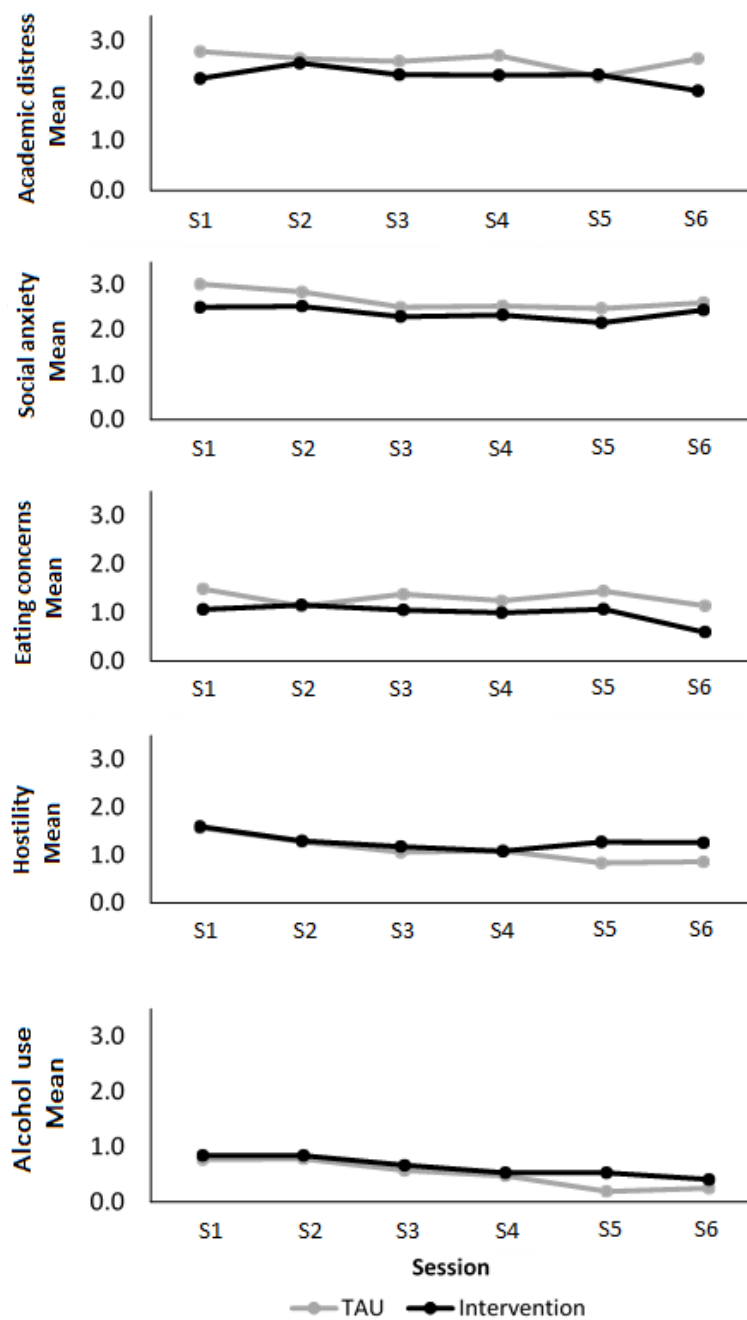 Academic distress
Mean
3.0
2.0
1.0
0.0
S1 S2 S3 S4 S5 S6
Social anxiety
Mean
3.0
2.0
1.0
0.0
S1 S2 S3 S4 S5 S6
Eating concerns
Mean
3.0
2.0
1.0
0.0
S1 S2 S3 S4 S5 S6
Hostility
Mean
3.0
2.0
1.0
0.0
S1 S2 S3 S4 S5 S6
Alcohol use
Mean
3.0
2.0
1.0
0.0
S1 S2 S3 S4 S5 S6
Session
TAU Intervention